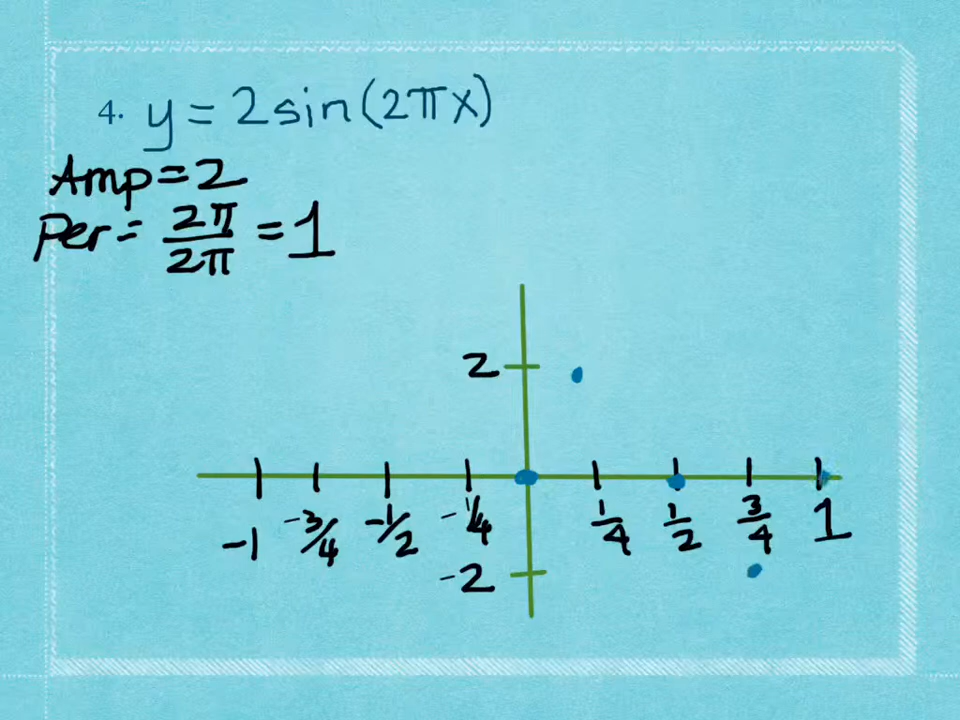 4. y = 2sin(2πx)
Amp = 2
Per = 2π/2π = 1
2
-1 -3/4 -1/2 -1/4 1/4 1/2 3/4 1
-2